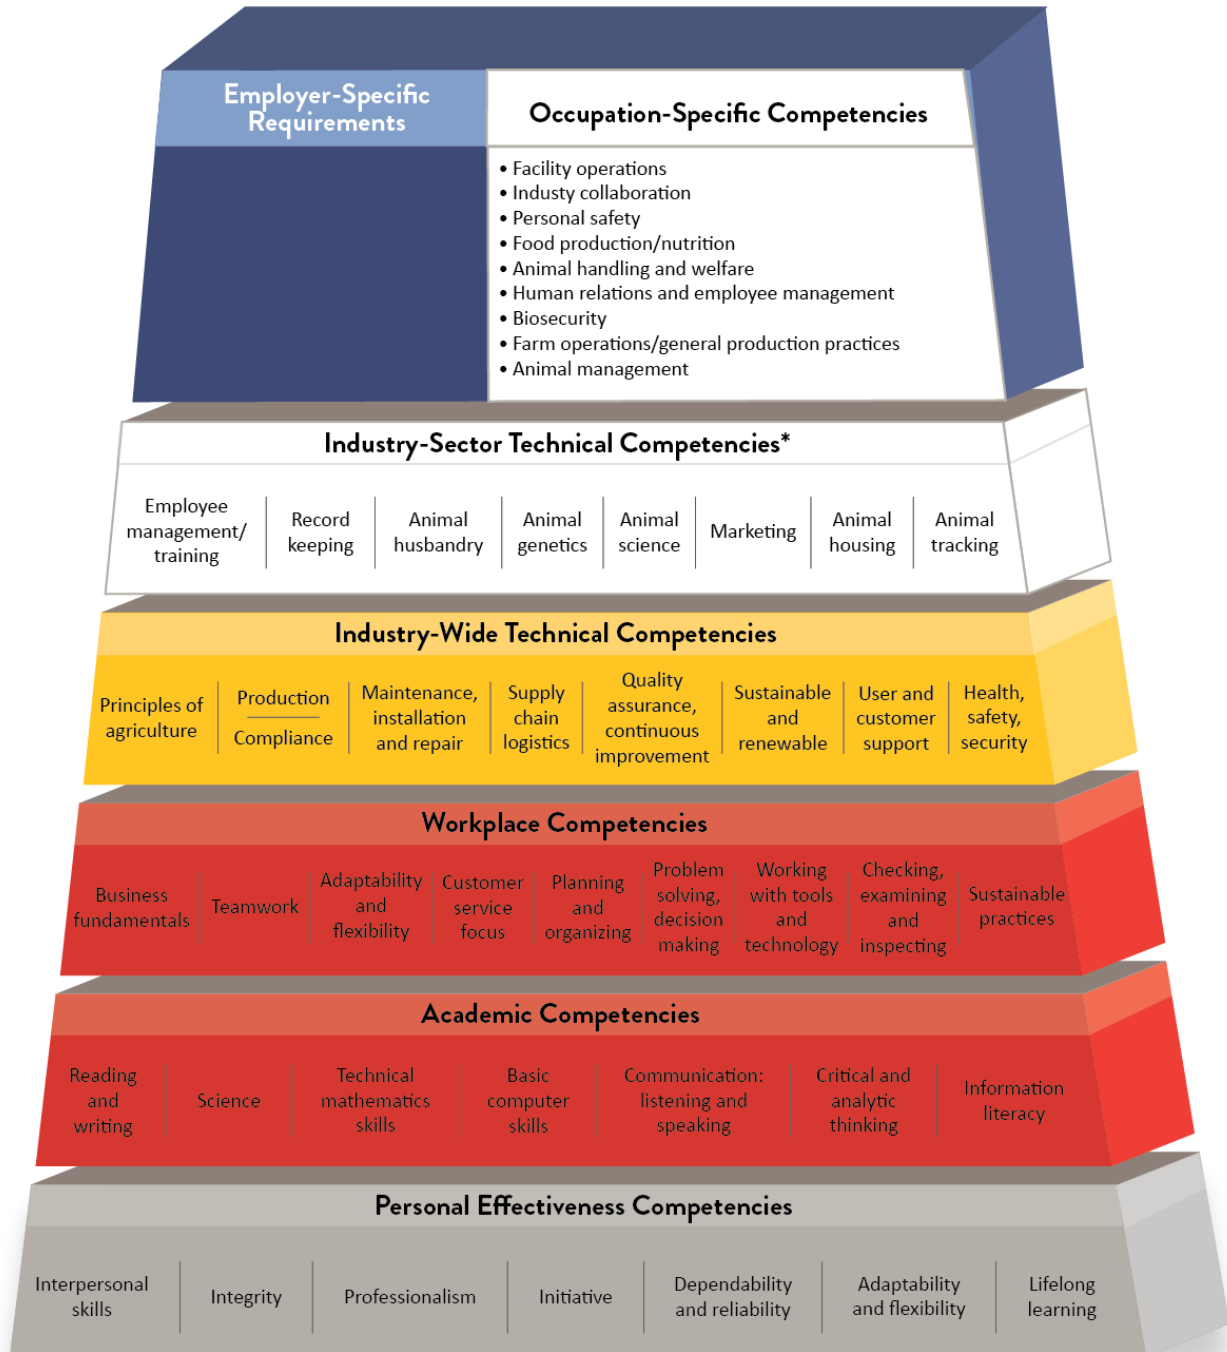 Employer-Specific
Requirements
Occupation-Specific Competencies
• Facility operations
• Industy collaboration
• Personal safety
• Food production/nutrition
• Animal handling and welfare
• Human relations and employee management
• Biosecurity
• Farm operations/general production practices
• Animal management
Industry-Sector Technical Competencies*
Employee
management/
training
Record
keeping
Animal
husbandry
Animal
genetics
Animal
science
Marketing
Animal
housing
Animal
tracking
Industry-Wide Technical Competencies
Principles of
agriculture
Production
Compliance
Maintenance,
installation
and repair
Supply
chain
logistics
Quality
assurance,
continuous
improvement
Sustainable
and
renewable
User and
customer
support
Health,
safety,
security
Workplace Competencies
Business
fundamentals
Teamwork
Adaptability
and
flexibility
Customer
service
focus
Planning
and
organizing
Problem
solving,
decision
making
Working
with tools
and
technology
Checking,
examining
and
inspecting
Sustainable
practices
Academic Competencies
Reading
and
writing
Science
Technical
mathematics
skills
Basic
computer
skills
Communication:
listening and
speaking
Critical and
analytic
thinking
Information
literacy
Personal Effectiveness Competencies
Interpersonal
skills
Integrity
Professionalism
Initiative
Dependability
and reliability
Adaptability
and flexibility
Lifelong
learning